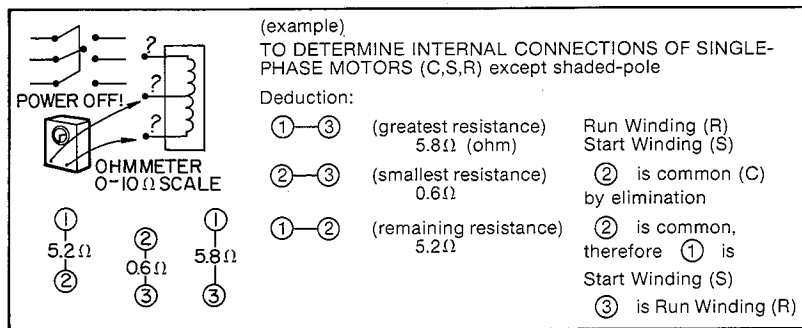 (example)
TO DETERMINE INTERNAL CONNECTIONS OF SINGLE-
PHASE MOTORS (C,S,R) except shaded-pole
?
?
?
POWER OFF!
OHMMETER
0-10 Ω SCALE
Deduction:
①—③ (greatest resistance) Run Winding (R)
5.8Ω (ohm) Start Winding (S)
②—③ (smallest resistance) ② is common (C)
0.6Ω by elimination
①—② (remaining resistance) ② is common,
5.2Ω therefore ① is
Start Winding (S)
③ is Run Winding (R)
① ② ①
5.2Ω 0.6Ω 5.8Ω
② ③ ③